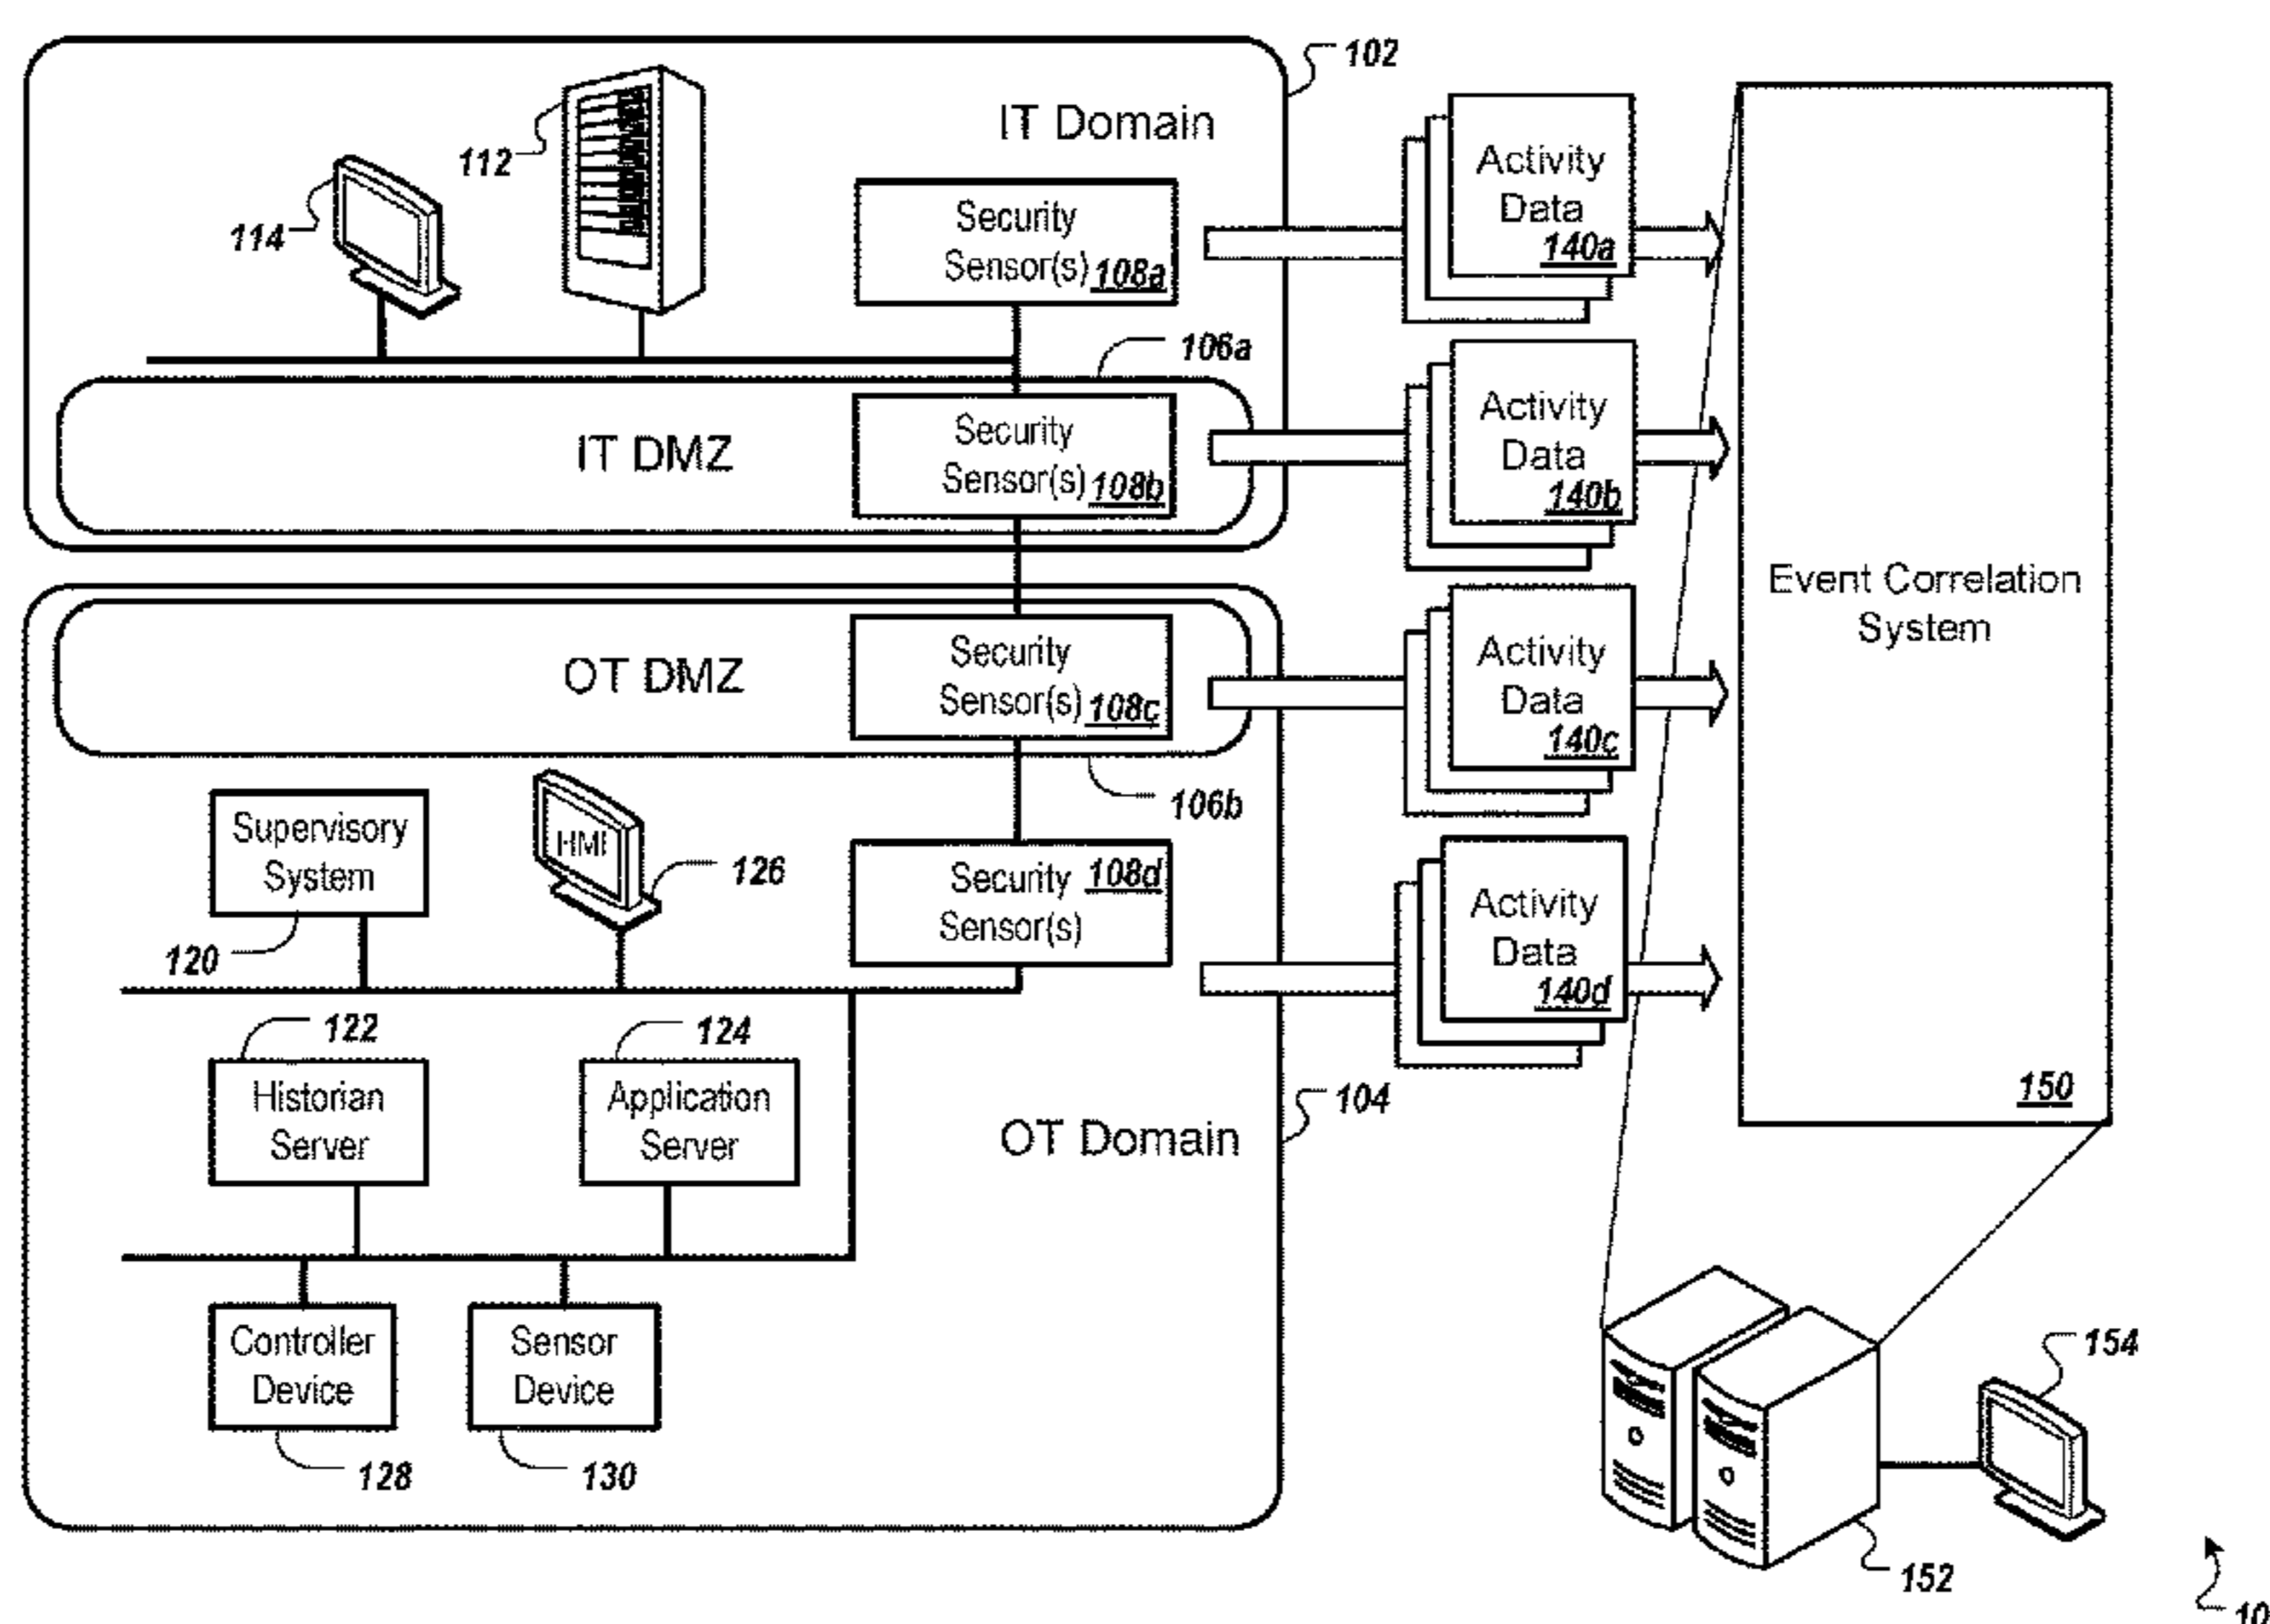 102
IT Domain
112
114
Security
Sensor(s) 108a
Activity
Data
140a
106a
IT DMZ
Security
Sensor(s) 108b
Activity
Data
140b
Event Correlation
System
150
OT DMZ
Security
Sensor(s) 108c
Activity
Data
140c
106b
Supervisory
System
120
HMI
126
Security 108d
Sensor(s)
Activity
Data
140d
122
Historian
Server
124
Application
Server
OT Domain
104
Controller
Device
128
Sensor
Device
130
154
152